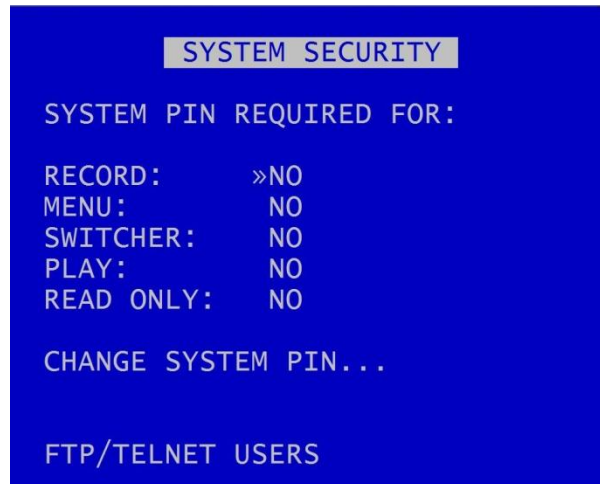 SYSTEM SECURITY
SYSTEM PIN REQUIRED FOR:
RECORD: »NO
MENU: NO
SWITCHER: NO
PLAY: NO
READ ONLY: NO
CHANGE SYSTEM PIN...
FTP/TELNET USERS